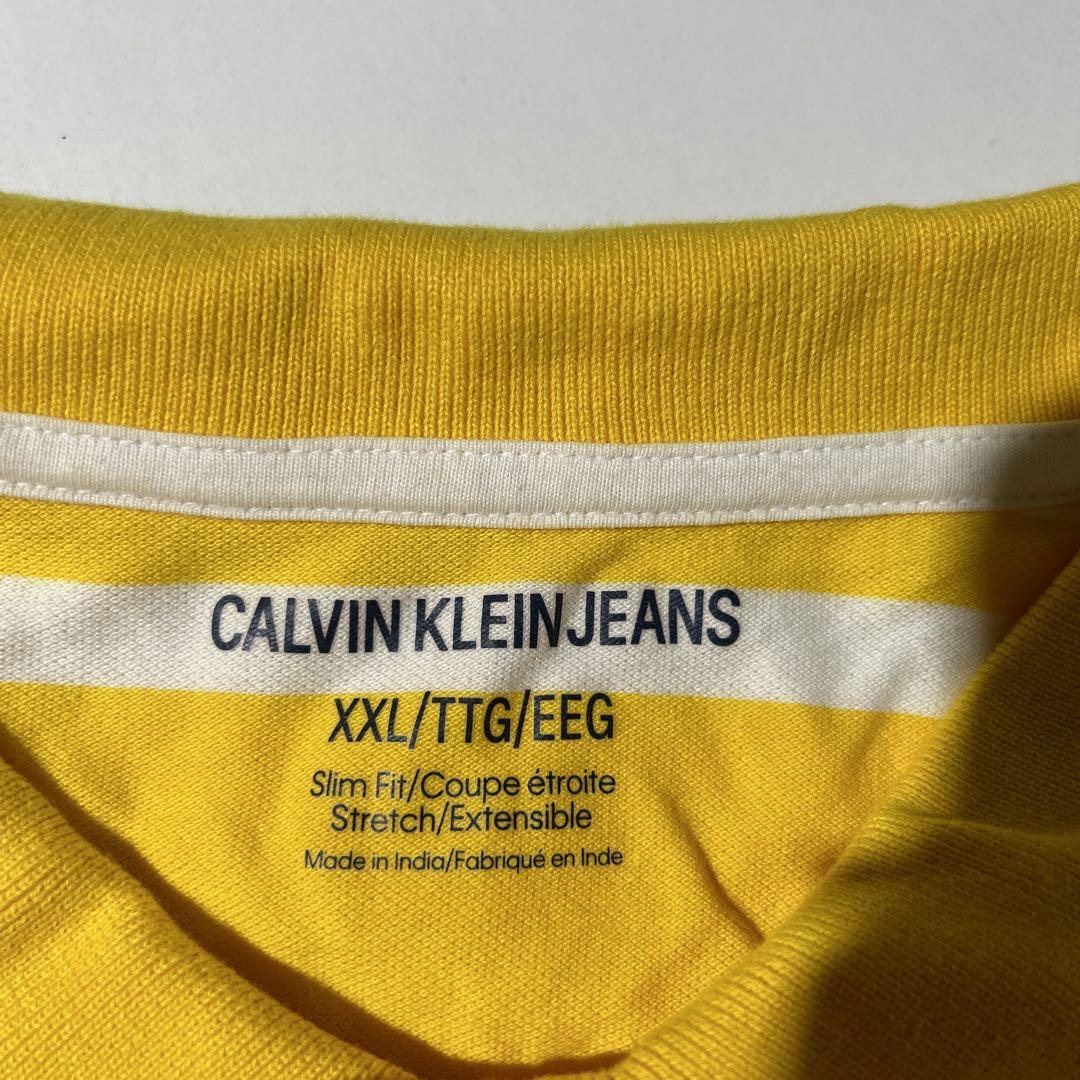 CALVIN KLEIN JEANS
XXL/TTG/EEG
Slim Fit/Coupe étroite
Stretch/Extensible
Made in India/Fabriqué en Inde